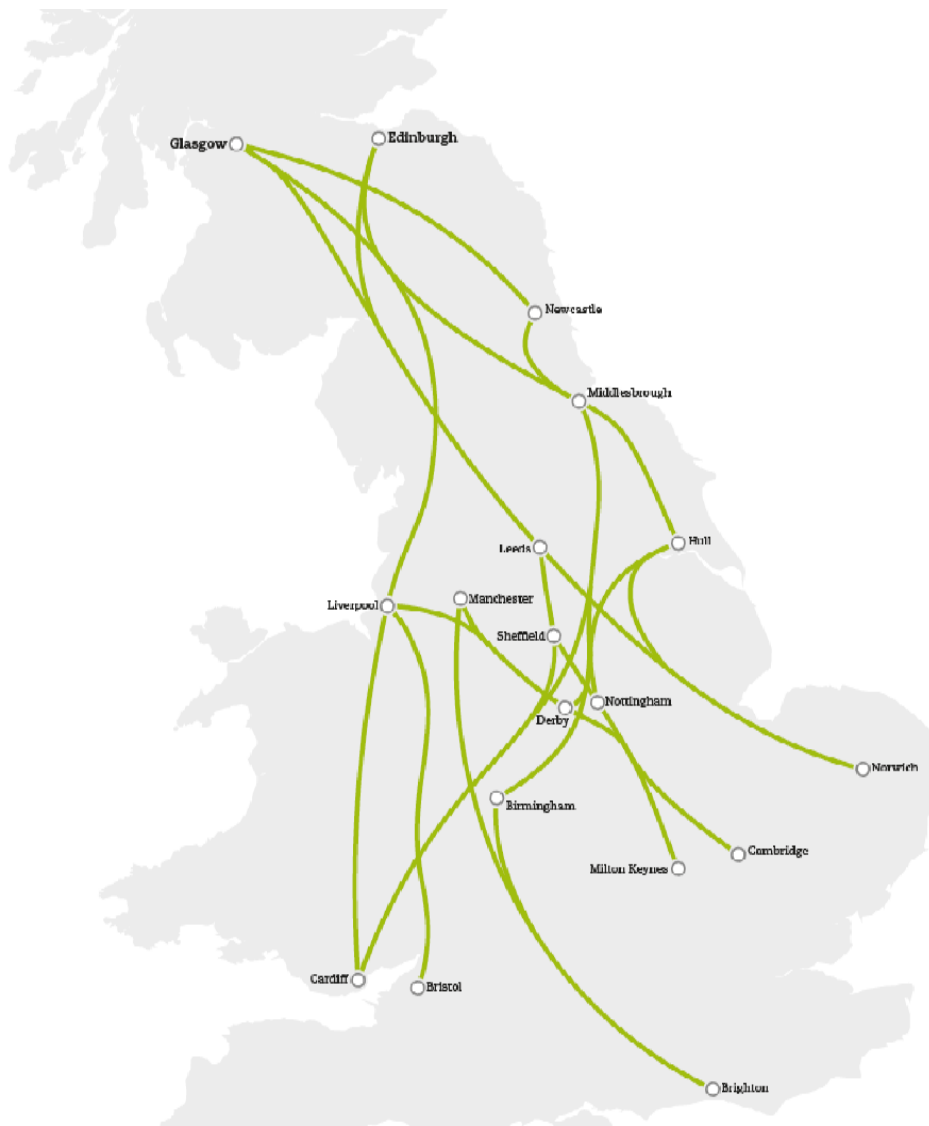 Glasgow
Edinburgh
Newcastle
Middlesbrough
Hull
Leeds
Manchester
Liverpool
Sheffield
Nottingham
Derby
Norwich
Birmingham
Cambridge
Milton Keynes
Cardiff
Bristol
Brighton